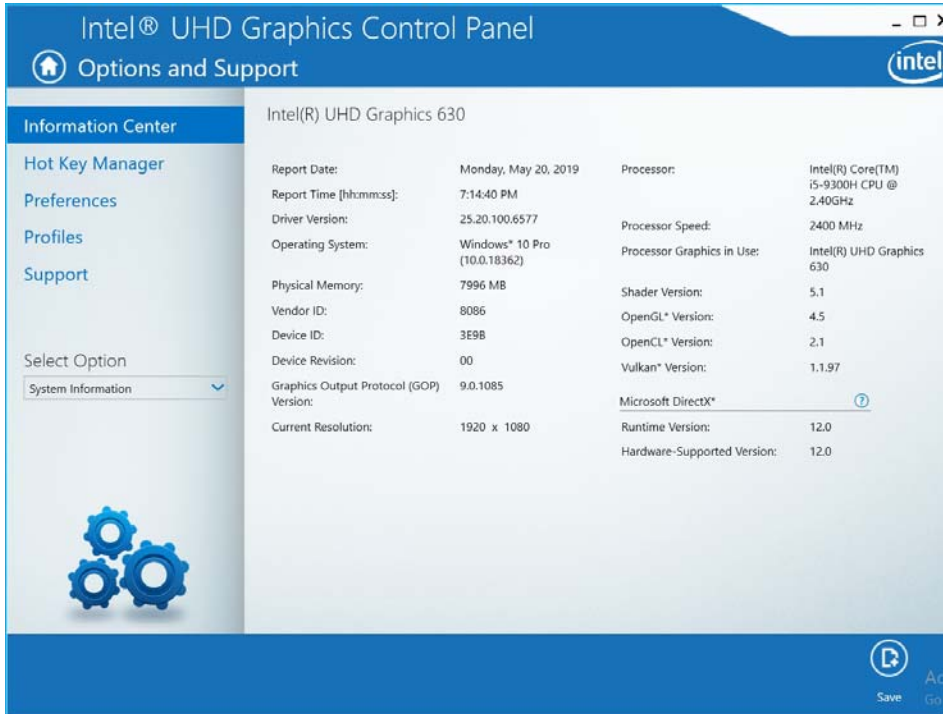 Intel® UHD Graphics Control Panel
Options and Support
intel
Information Center
Hot Key Manager
Preferences
Profiles
Support
Select Option
System Information
Intel(R) UHD Graphics 630
Report Date: Monday, May 20, 2019
Report Time [hh:mm:ss]: 7:14:40 PM
Driver Version: 25.20.100.6577
Operating System: Windows* 10 Pro
(10.0.18362)
Physical Memory: 7996 MB
Vendor ID: 8086
Device ID: 3E9B
Device Revision: 00
Graphics Output Protocol (GOP) 9.0.1085
Version:
Current Resolution: 1920 x 1080
Processor: Intel(R) Core(TM)
i5-9300H CPU @
2.40GHz
Processor Speed: 2400 MHz
Processor Graphics in Use: Intel(R) UHD Graphics
630
Shader Version: 5.1
OpenGL* Version: 4.5
OpenCL* Version: 2.1
Vulkan* Version: 1.1.97
Microsoft DirectX* ?
Runtime Version: 12.0
Hardware-Supported Version: 12.0
Save